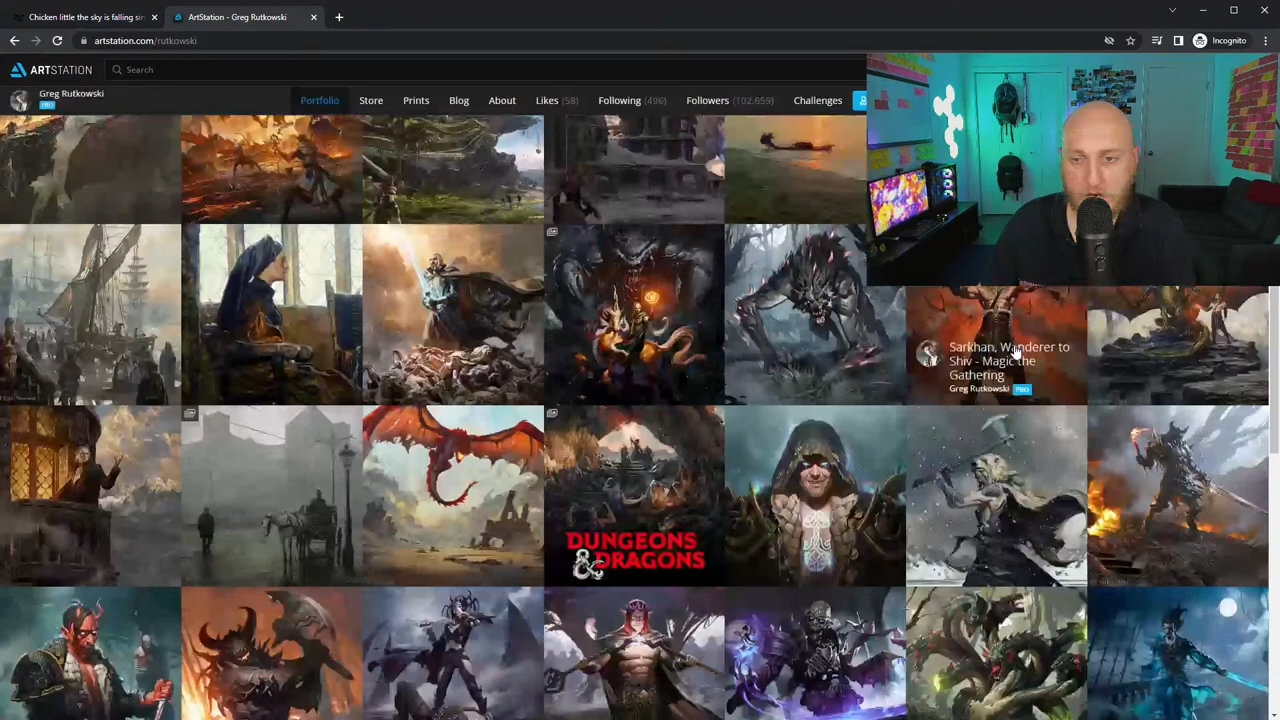 Chicken little the sky is falling sin
ArtStation - Greg Rutkowski
artstation.com/rutkowski
Incognito
ARTSTATION
Search
Greg Rutkowski
PRO
Portfolio
Store
Prints
Blog
About
Likes (58)
Following (496)
Followers (102,659)
Challenges
Sarkhan, Wanderer to
Shiv - Magic the
Gathering
Greg Rutkowski PRO
DUNGEONS
& DRAGONS